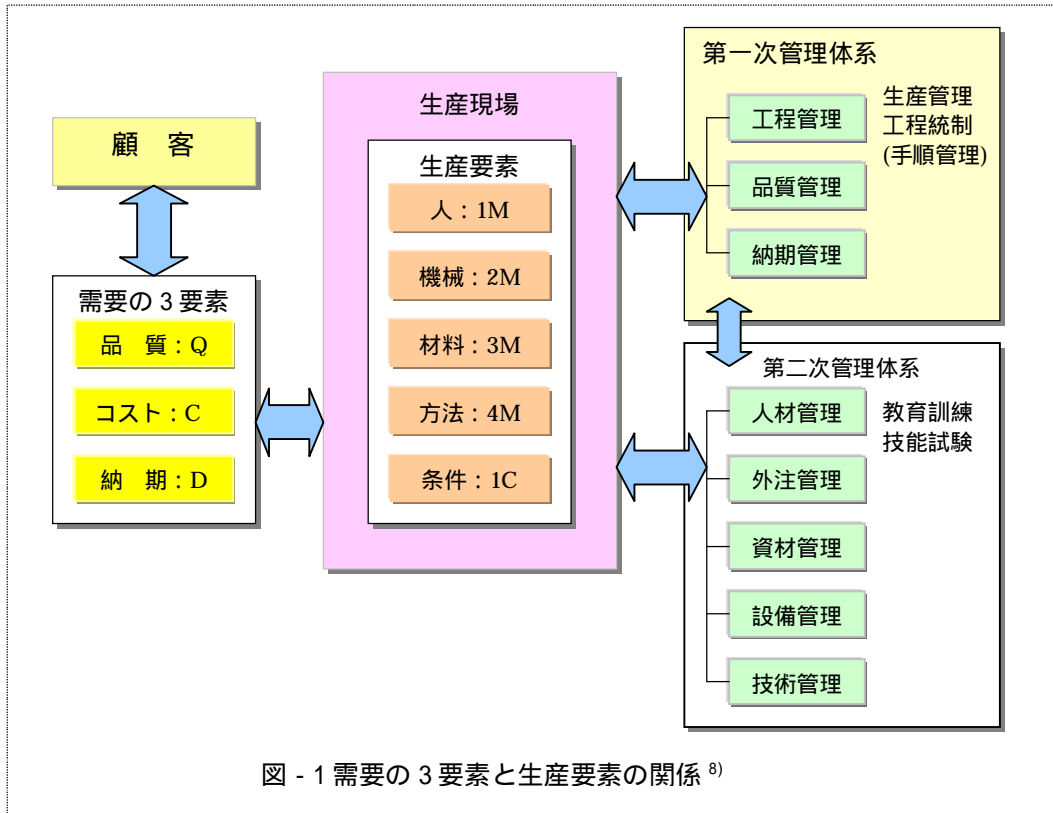 顧　客
需要の３要素
品　質：Q
コスト：C
納　期：D
生産現場
生産要素
人：1M
機械：2M
材料：3M
方法：4M
条件：1C
第一次管理体系
工程管理
品質管理
納期管理
生産管理
工程統制
(手順管理)
第二次管理体系
人材管理
外注管理
資材管理
設備管理
技術管理
教育訓練
技能試験
図 - 1 需要の３要素と生産要素の関係 8)